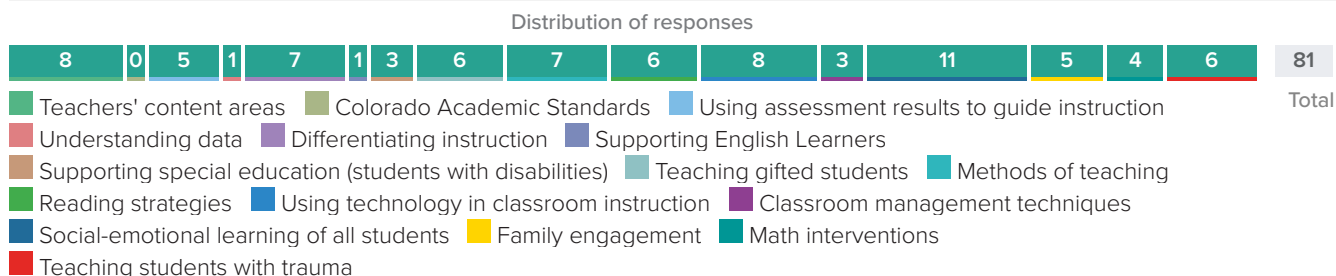 Distribution of responses
8 0 5 1 7 1 3 6 7 6 8 3 11 5 4 6 81
Total
Teachers' content areas Colorado Academic Standards Using assessment results to guide instruction
Understanding data Differentiating instruction Supporting English Learners
Supporting special education (students with disabilities) Teaching gifted students Methods of teaching
Reading strategies Using technology in classroom instruction Classroom management techniques
Social-emotional learning of all students Family engagement Math interventions
Teaching students with trauma